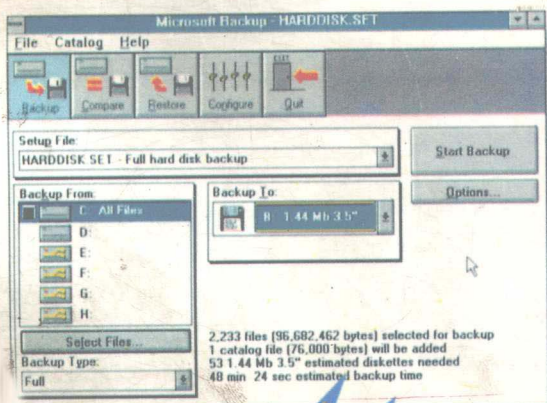 Microsoft Backup - HARDDISK.SET
File Catalog Help
Backup Compare Restore Configure EXIT Quit
Setup File:
HARDDISK SET - Full hard disk backup
Start Backup
Options...
Backup From:
C: All Files
D:
E:
F:
G:
H:
Select Files...
Backup Type:
Full
Backup To:
B: 1.44 Mb 3.5"
2,233 files (96,682,462 bytes) selected for backup
1 catalog file (76,000 bytes) will be added
53 1.44 Mb 3.5" estimated diskettes needed
48 min 24 sec estimated backup time